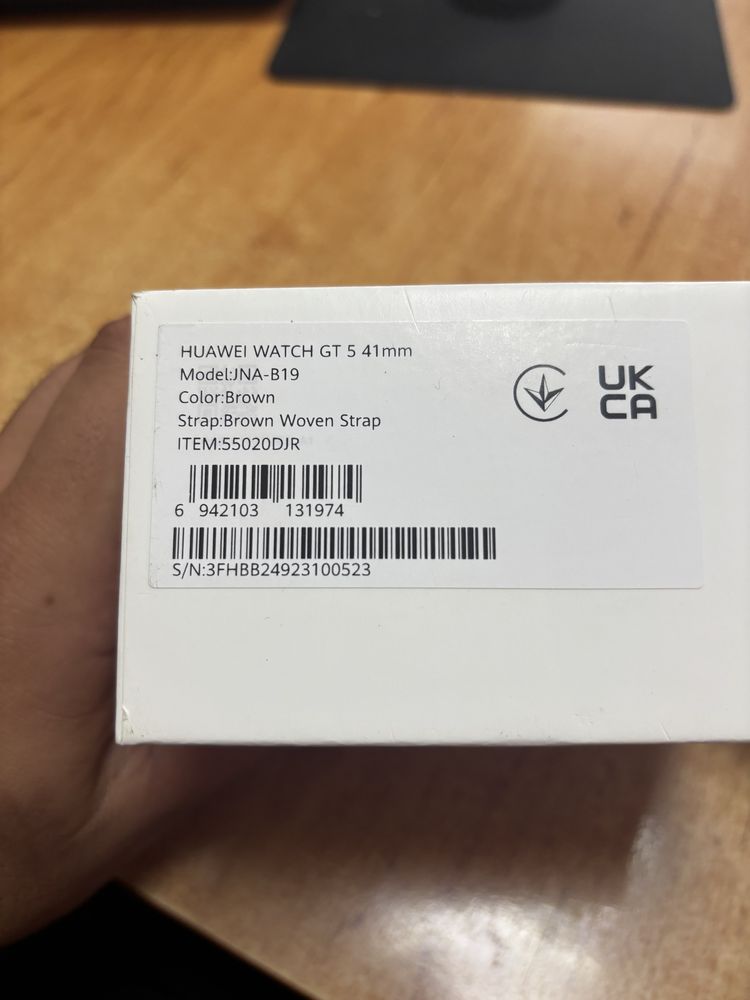 HUAWEI WATCH GT 5 41mm
Model:JNA-B19
Color:Brown
Strap:Brown Woven Strap
ITEM:55020DJR
UK
CA
6 942103 131974
S/N:3FHBB24923100523